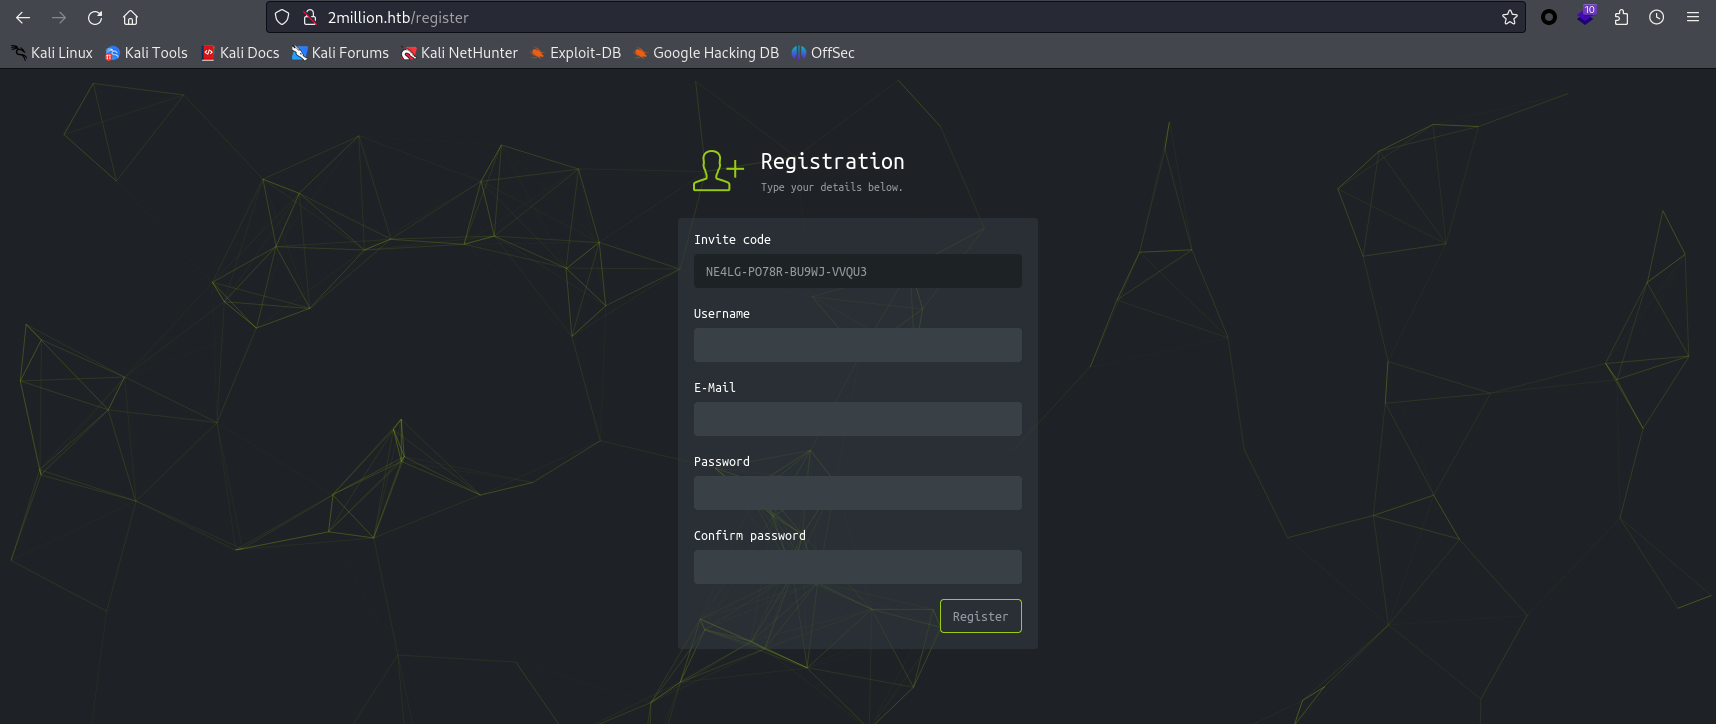 2million.htb/register
10
Kali Linux Kali Tools Kali Docs Kali Forums Kali NetHunter Exploit-DB Google Hacking DB OffSec
Registration
Type your details below.
Invite code
NE4LG-PO78R-BU9WJ-VVQU3
Username
E-Mail
Password
Confirm password
Register